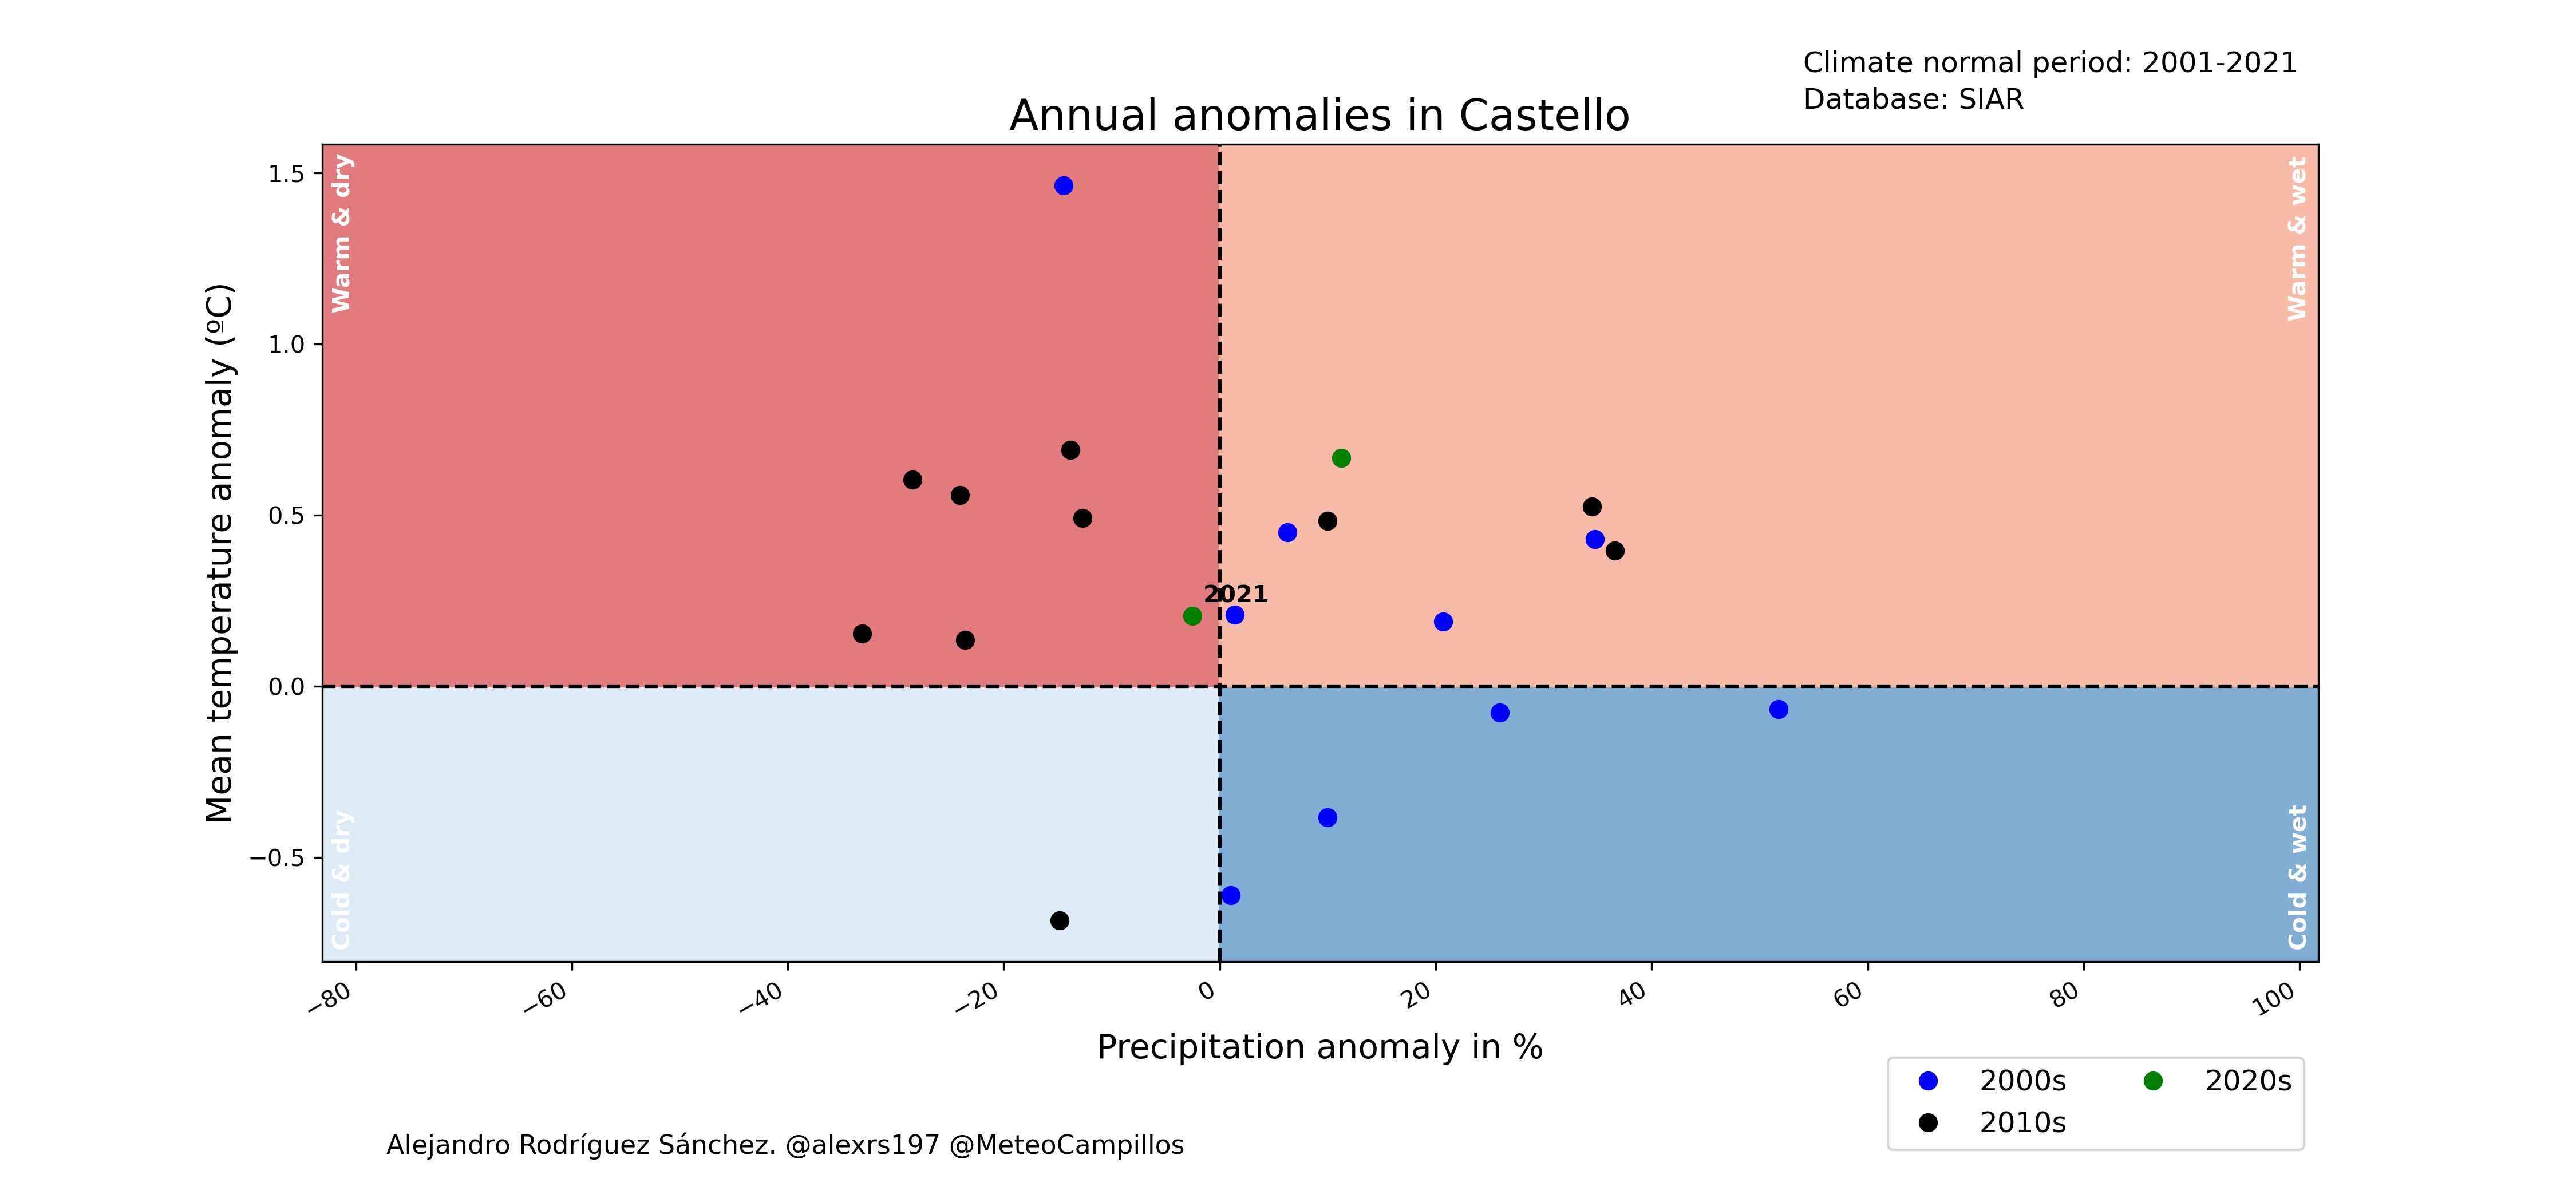 Climate normal period: 2001-2021
Database: SIAR
Annual anomalies in Castello
Warm & dry
Warm & wet
Cold & dry
Cold & wet
Mean temperature anomaly (ºC)
1.5
1.0
0.5
0.0
−0.5
2021
−80
−60
−40
−20
0
20
40
60
80
100
Precipitation anomaly in %
2000s
2010s
2020s
Alejandro Rodríguez Sánchez. @alexrs197 @MeteoCampillos